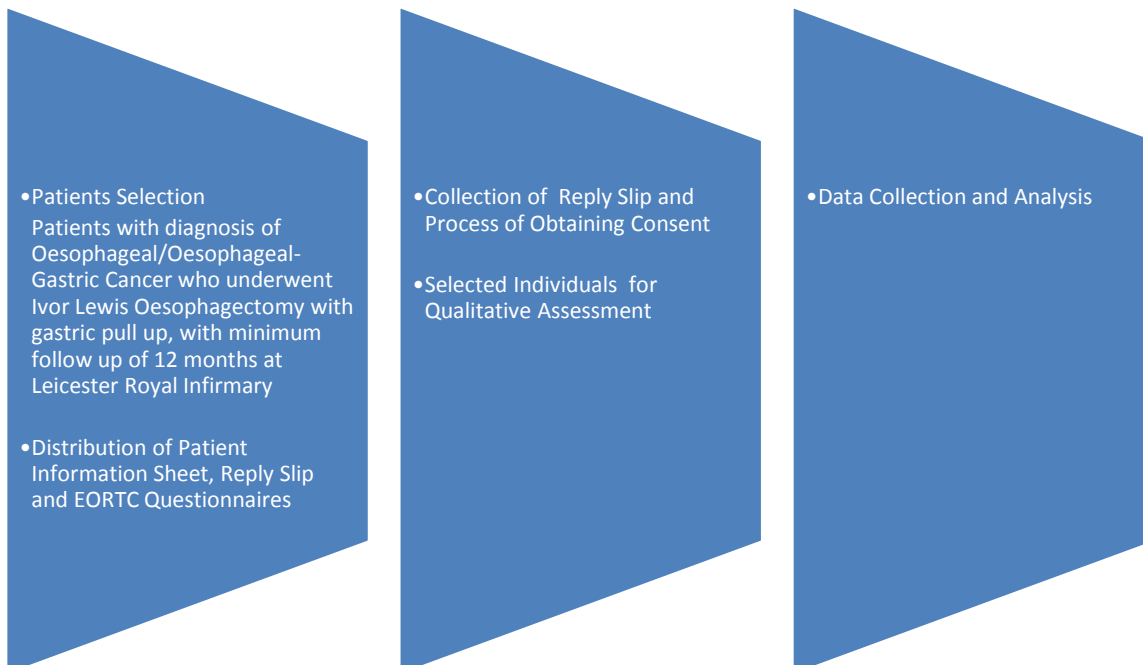 •Patients Selection
Patients with diagnosis of
Oesophageal/Oesophageal-
Gastric Cancer who underwent
Ivor Lewis Oesophagectomy with
gastric pull up, with minimum
follow up of 12 months at
Leicester Royal Infirmary
•Distribution of Patient
Information Sheet, Reply Slip
and EORTC Questionnaires
•Collection of Reply Slip and
Process of Obtaining Consent
•Selected Individuals for
Qualitative Assessment
•Data Collection and Analysis